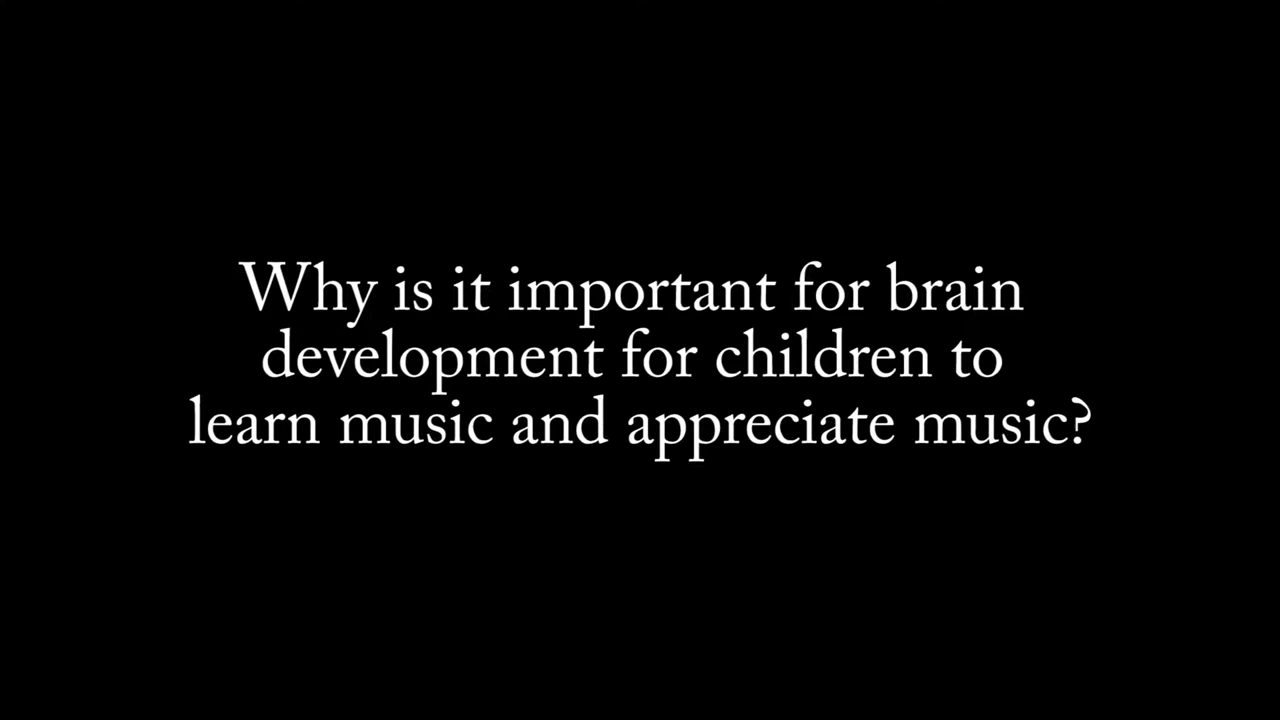 Why is it important for brain
development for children to
learn music and appreciate music?